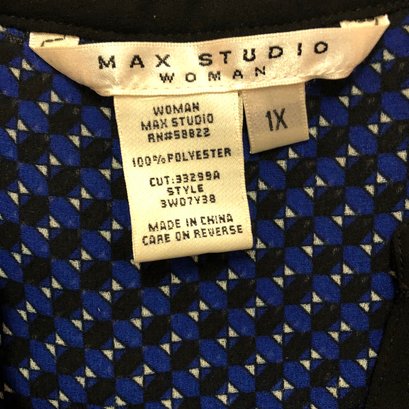 MAX STUDIO
WOMAN
1X
WOMAN
MAX STUDIO
RN#58822
100% POLYESTER
CUT:33299A
STYLE
3W07Y38
MADE IN CHINA
CARE ON REVERSE